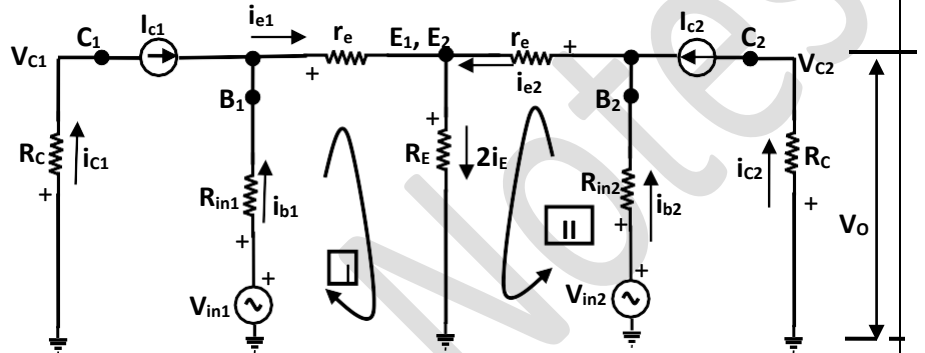 ie1
Ic1
re
E1, E2
re
Ic2
C1
C2
VC1
VC2
+
+
ie2
B1
B2
RC
iC1
+
RE
2iE
iC2
RC
+
+
Rin1
ib1
Rin2
ib2
II
VO
+
+
I
+
+
Vin1
Vin2
Notes